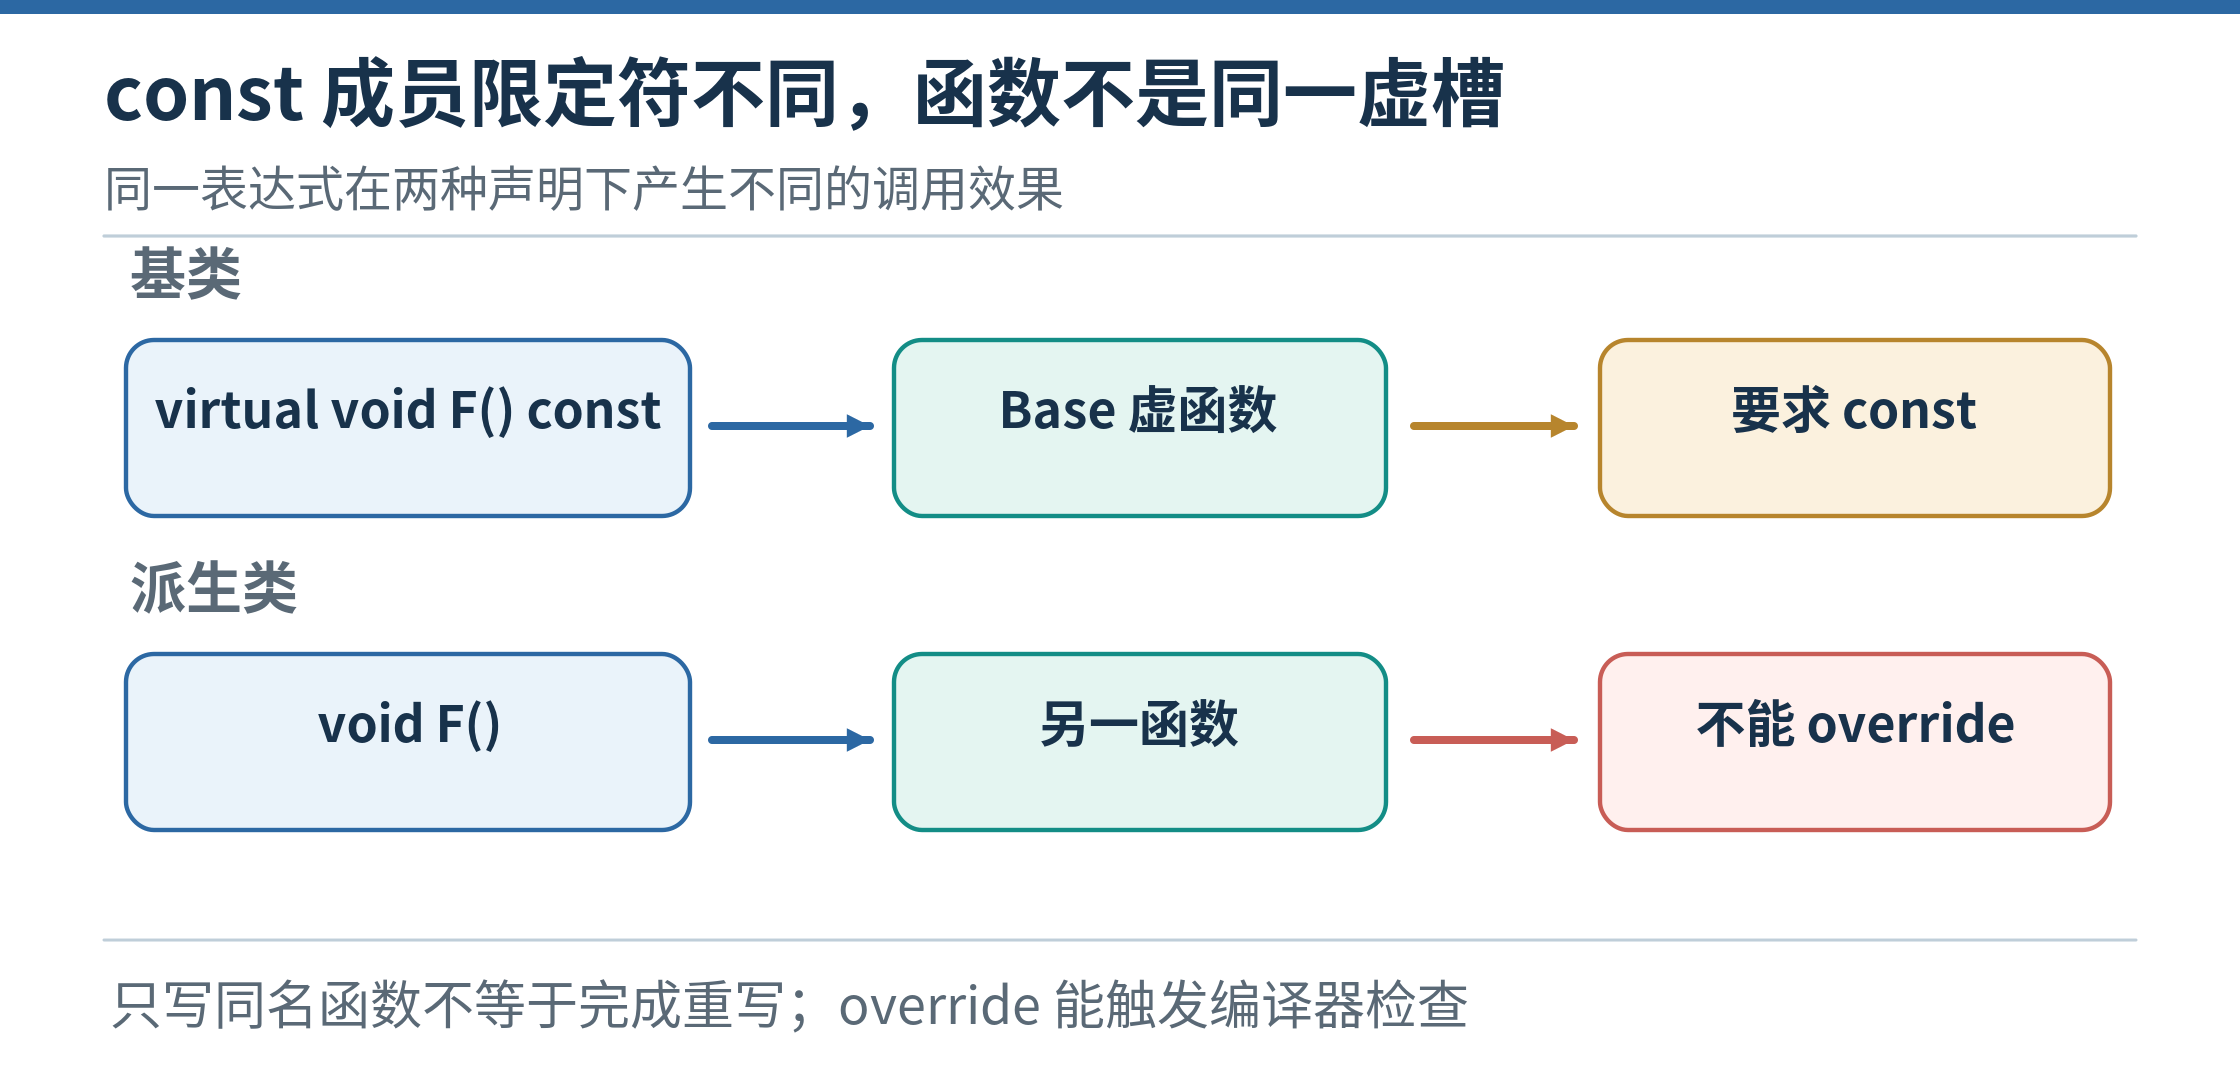 const 成员限定符不同，函数不是同一虚槽
同一表达式在两种声明下产生不同的调用效果
基类
virtual void F() const
Base 虚函数
要求 const
派生类
void F()
另一函数
不能 override
只写同名函数不等于完成重写；override 能触发编译器检查